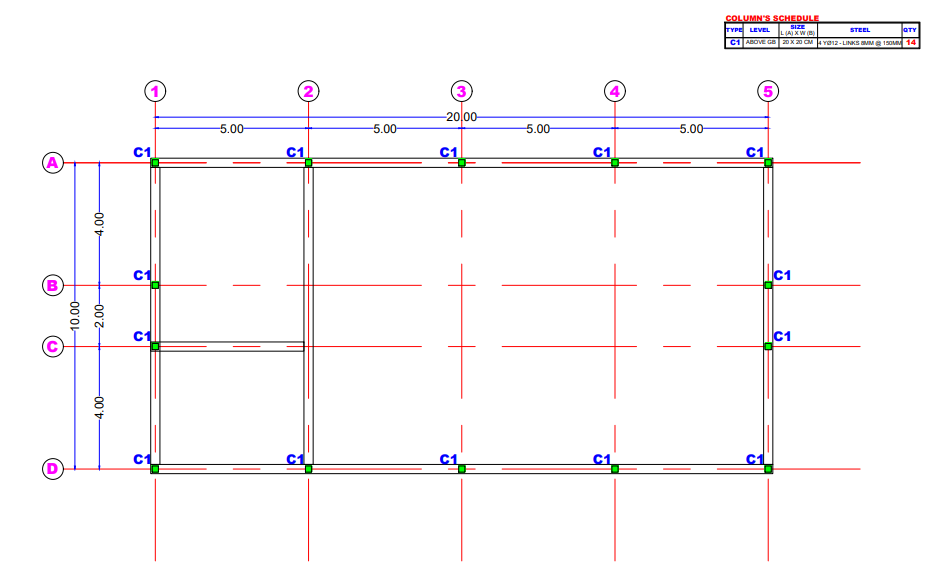 COLUMN'S SCHEDULE
TYPE LEVEL SIZE L (A) X W (B) STEEL QTY
C1 ABOVE GB 20 X 20 CM 4 YØ12 - LINKS 8MM @ 150MM 14
1 2 3 4 5
20.00
5.00 5.00 5.00 5.00
C1 C1 C1 C1 C1
A
4.00
C1 C1
B
10.00 2.00
C1 C1
C
4.00
C1 C1 C1 C1 C1
D